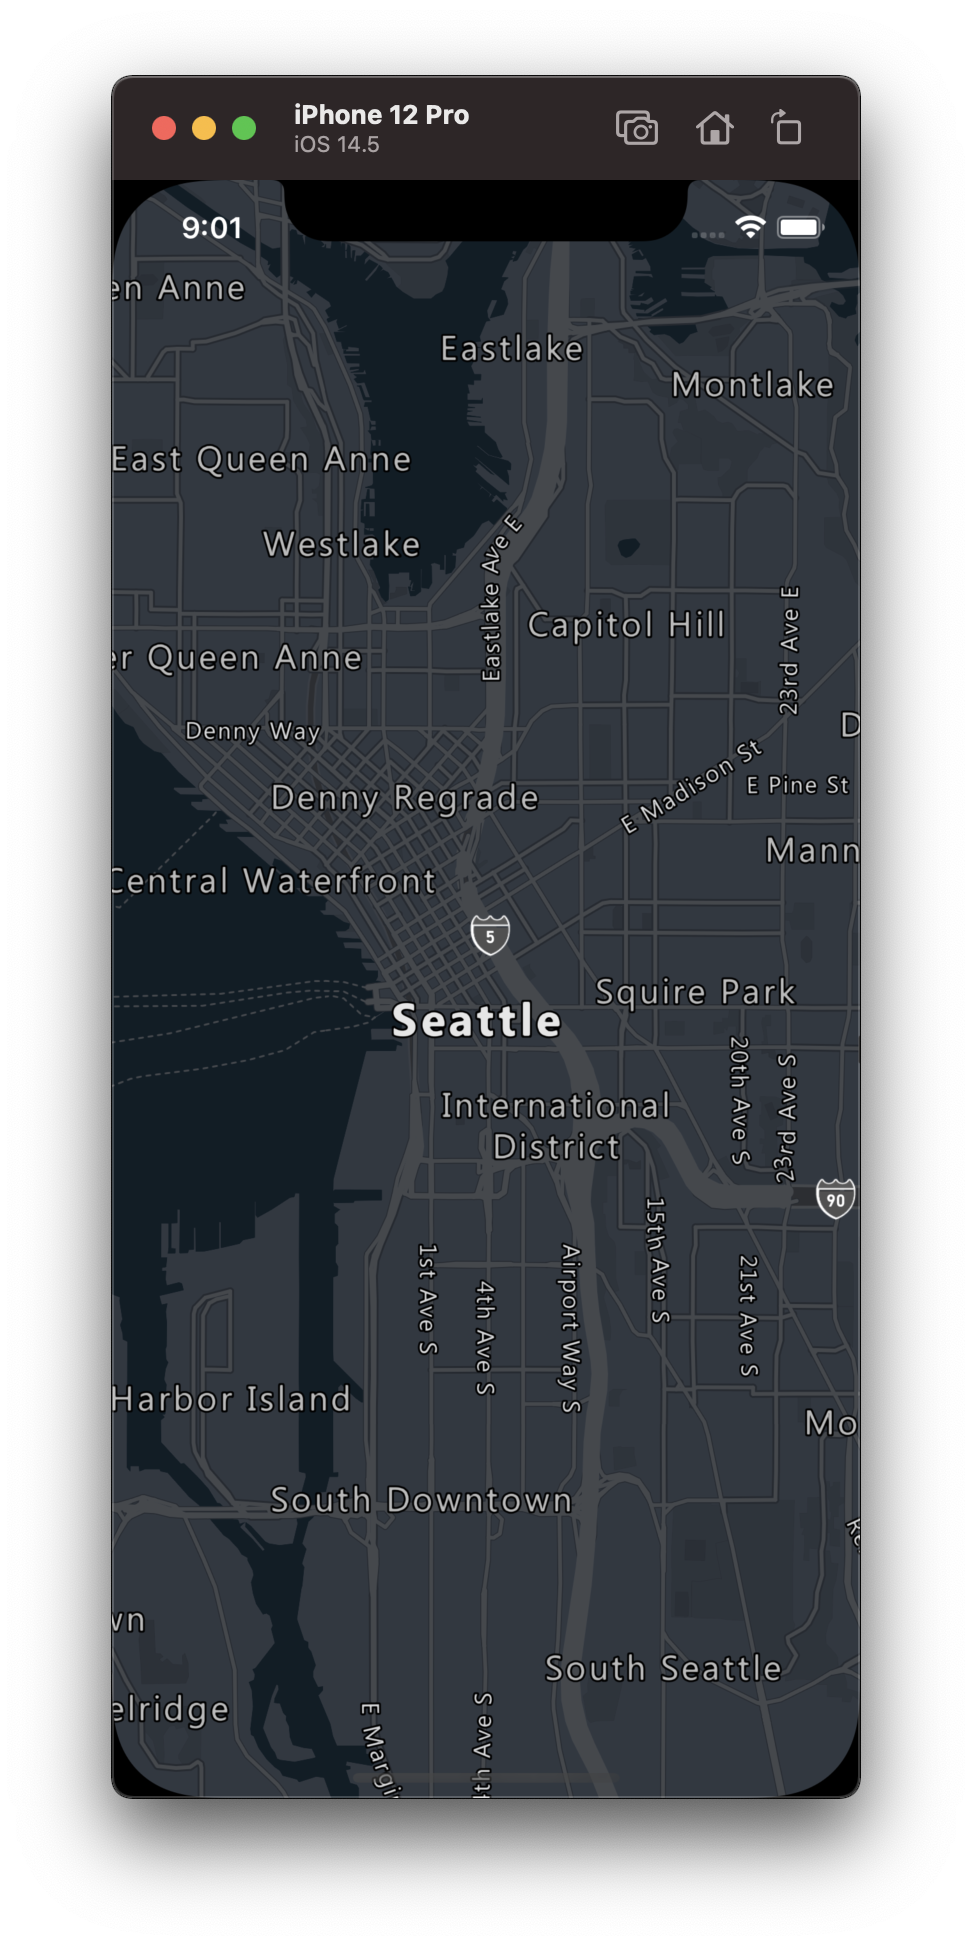 iPhone 12 Pro
iOS 14.5
9:01
en Anne
Eastlake
Montlake
East Queen Anne
Eastlake Ave E
Westlake
23rd Ave E
Capitol Hill
er Queen Anne
D
Denny Way
E Madison St
E Pine St
Denny Regrade
Mann
Central Waterfront
5
Squire Park
Seattle
20th Ave S
23rd Ave S
International
District
90
15th Ave S
1st Ave S
4th Ave S
Airport Way S
21st Ave S
Harbor Island
Mo
South Downtown
wn
South Seattle
elridge
E Margi
4th Ave S